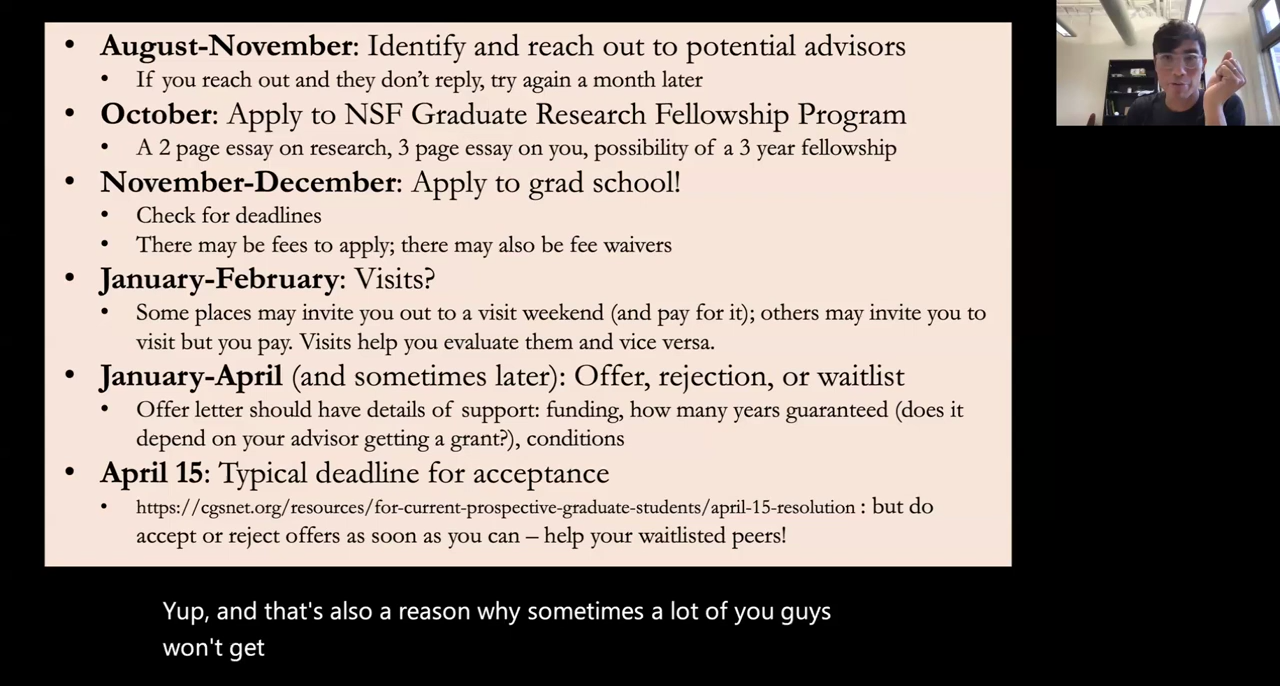 • August-November: Identify and reach out to potential advisors
• If you reach out and they don't reply, try again a month later
• October: Apply to NSF Graduate Research Fellowship Program
• A 2 page essay on research, 3 page essay on you, possibility of a 3 year fellowship
• November-December: Apply to grad school!
• Check for deadlines
• There may be fees to apply; there may also be fee waivers
• January-February: Visits?
• Some places may invite you out to a visit weekend (and pay for it); others may invite you to
visit but you pay. Visits help you evaluate them and vice versa.
• January-April (and sometimes later): Offer, rejection, or waitlist
• Offer letter should have details of support: funding, how many years guaranteed (does it
depend on your advisor getting a grant?), conditions
• April 15: Typical deadline for acceptance
• https://cgsnet.org/resources/for-current-prospective-graduate-students/april-15-resolution : but do
accept or reject offers as soon as you can – help your waitlisted peers!
Yup, and that's also a reason why sometimes a lot of you guys
won't get